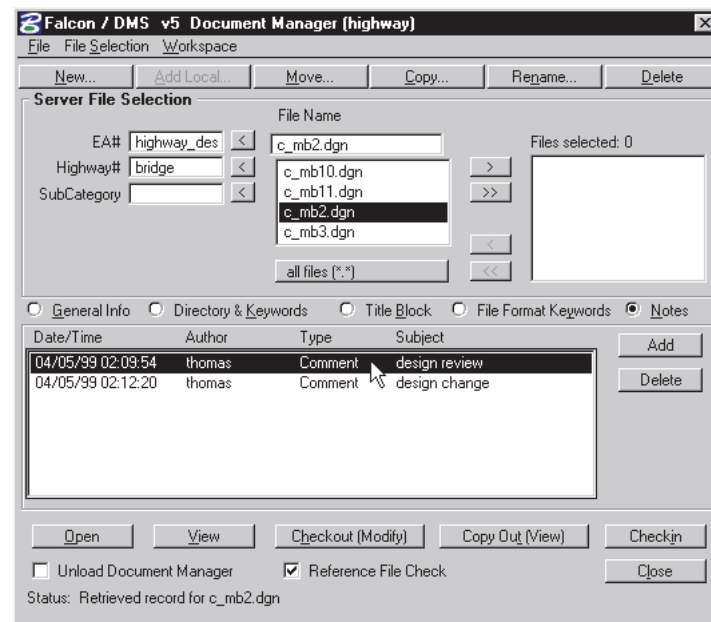 Falcon / DMS v5 Document Manager (highway)
File File Selection Workspace
New... Add Local... Move... Copy... Rename... Delete
Server File Selection
File Name
EA# highway_des < c_mb2.dgn Files selected: 0
Highway# bridge < c_mb10.dgn >
SubCategory < c_mb11.dgn >>
c_mb2.dgn
c_mb3.dgn <
all files (*.*) <<
General Info Directory & Keywords Title Block File Format Keywords Notes
Date/Time Author Type Subject Add
04/05/99 02:09:54 thomas Comment design review
04/05/99 02:12:20 thomas Comment design change Delete
Open View Checkout (Modify) Copy Out (View) Checkin
Unload Document Manager Reference File Check Close
Status: Retrieved record for c_mb2.dgn